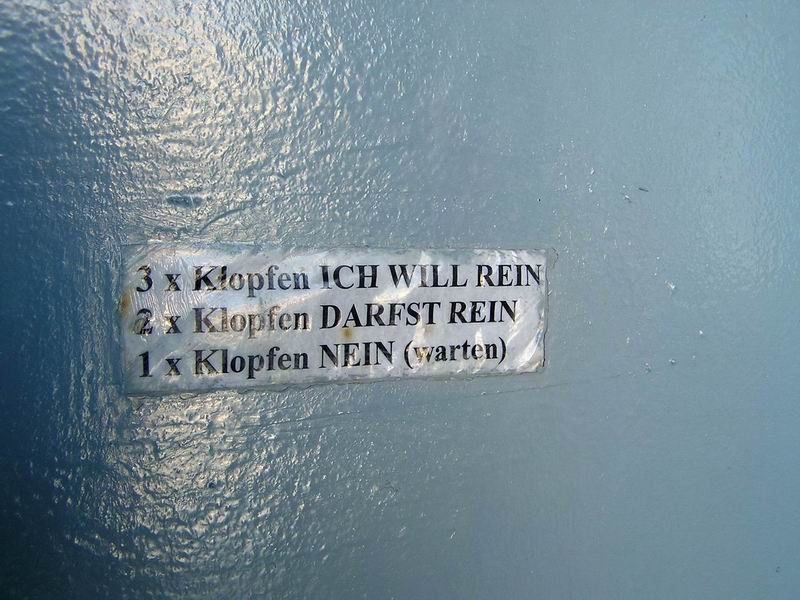 3 x Klopfen ICH WILL REIN
2 x Klopfen DARFST REIN
1 x Klopfen NEIN (warten)